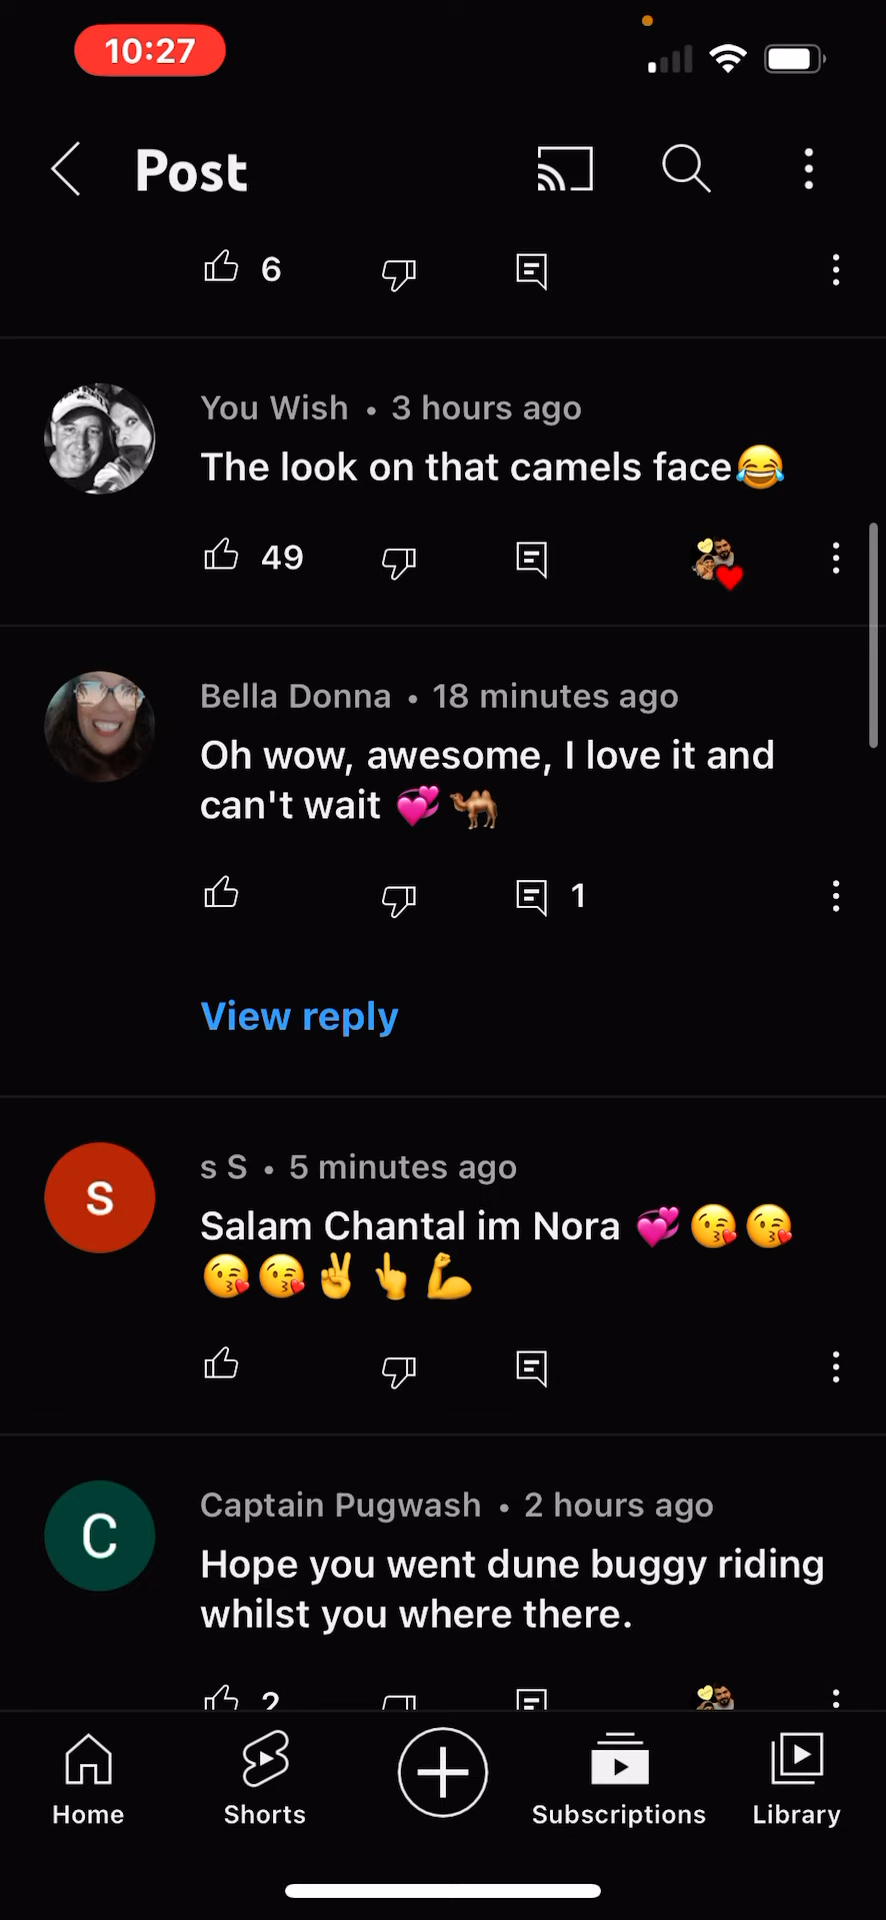 10:27
Post
6
You Wish • 3 hours ago
The look on that camels face😂
49
Bella Donna • 18 minutes ago
Oh wow, awesome, I love it and
can't wait 💞🐫
1
View reply
S
s S • 5 minutes ago
Salam Chantal im Nora 💞😘😘
😘😘✌👆💪
C
Captain Pugwash • 2 hours ago
Hope you went dune buggy riding
whilst you where there.
2
Home
Shorts
Subscriptions
Library